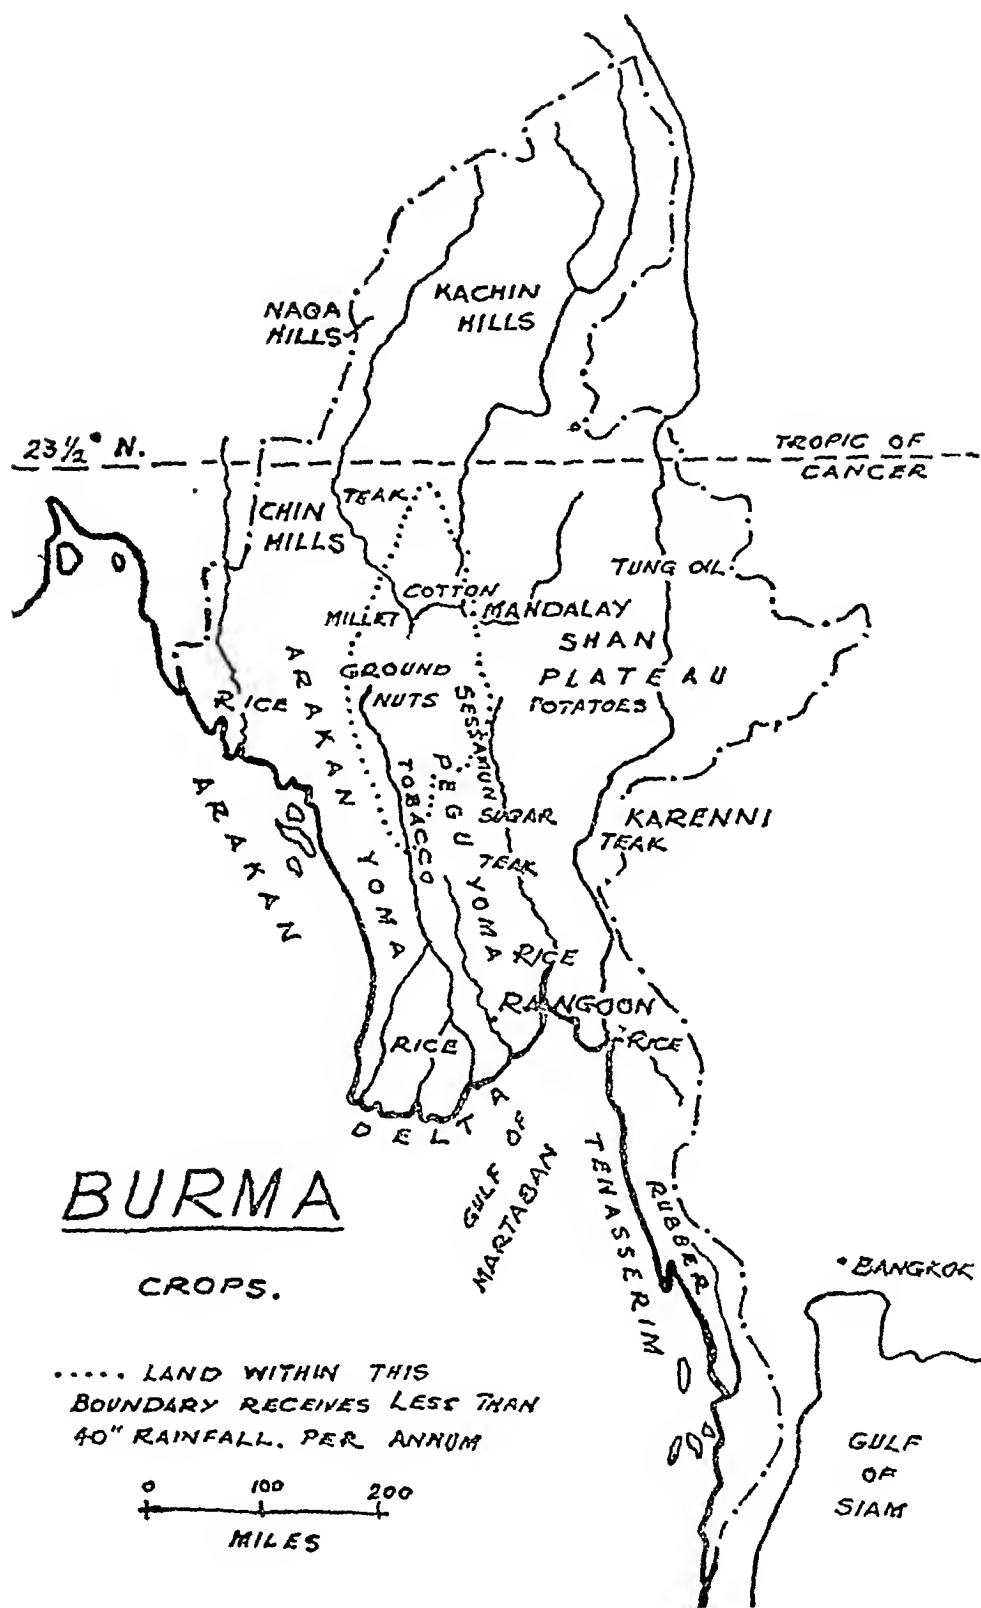 NAGA
HILLS
KACHIN
HILLS
23½° N.
TROPIC OF
CANCER
TEAK
CHIN
HILLS
TUNG OIL
COTTON
MILLET
MANDALAY
SHAN
PLATEAU
POTATOES
GROUND
NUTS
RICE
ARAKAN YOMA
SESSAMUN
TOBACCO
PEGU YOMA
SUGAR
ARAKAN
KARENNI
TEAK
TEAK
RICE
RANGOON
RICE
RICE
DELTA
GULF OF
MARTABAN
TENASSERIM
RUBBER
BURMA
CROPS.
BANGKOK
..... LAND WITHIN THIS
BOUNDARY RECEIVES LESS THAN
40" RAINFALL. PER ANNUM
0 100 200
MILES
GULF
OF
SIAM